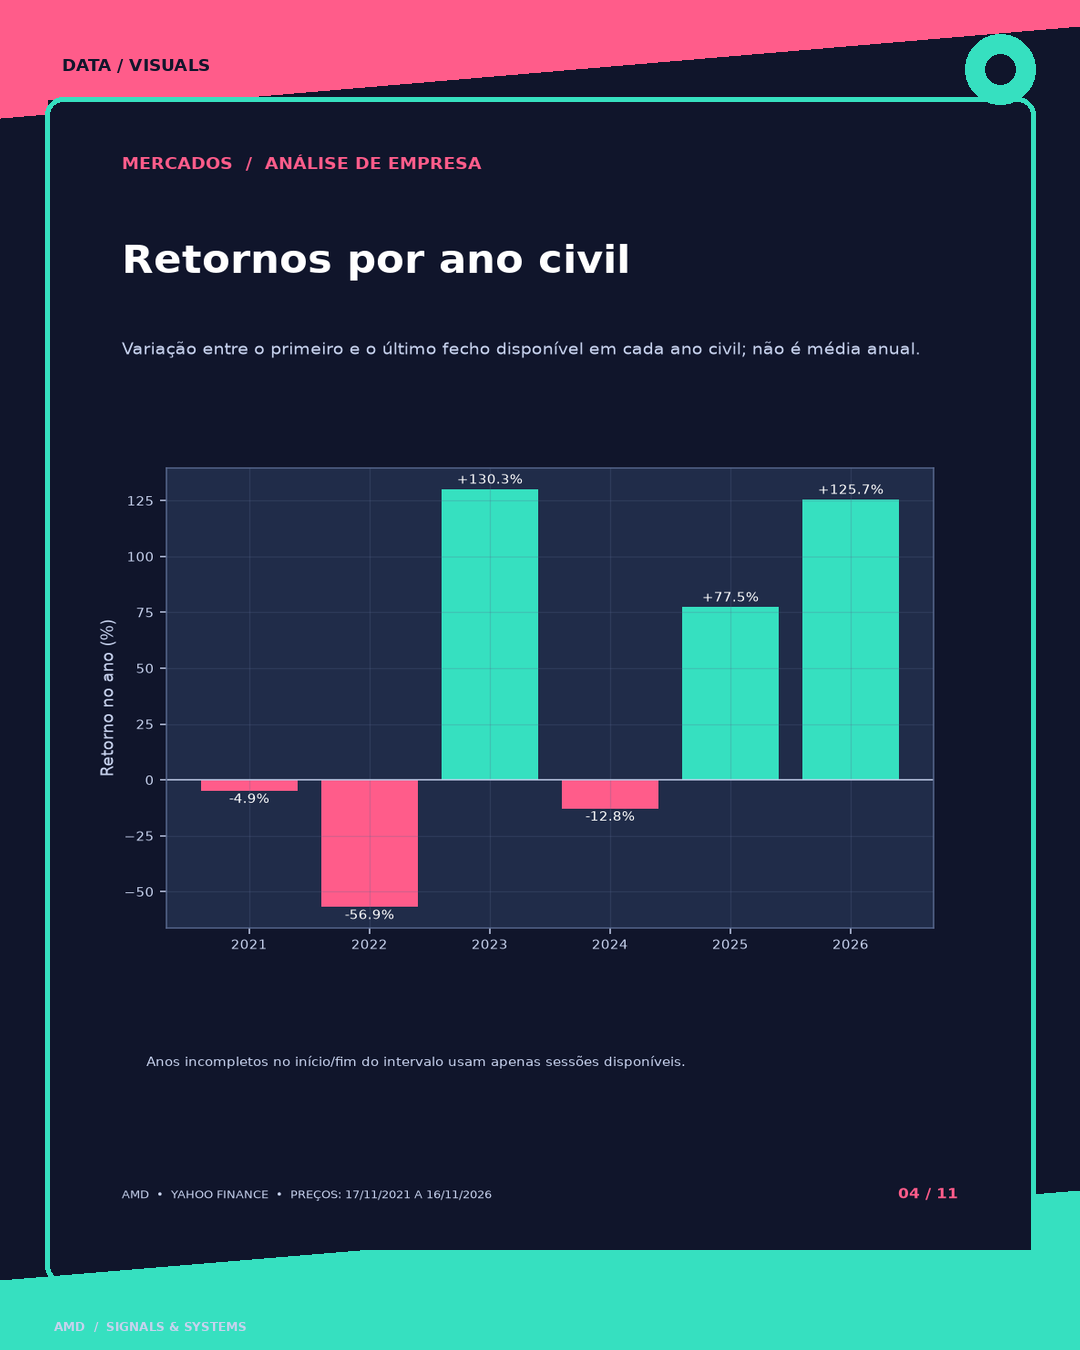 DATA / VISUALS
MERCADOS / ANÁLISE DE EMPRESA
Retornos por ano civil
Variação entre o primeiro e o último fecho disponível em cada ano civil; não é média anual.
Retorno no ano (%)
125
100
75
50
25
0
−25
−50
-4.9%
-56.9%
+130.3%
-12.8%
+77.5%
+125.7%
2021 2022 2023 2024 2025 2026
Anos incompletos no início/fim do intervalo usam apenas sessões disponíveis.
AMD • YAHOO FINANCE • PREÇOS: 17/11/2021 A 16/11/2026
04 / 11
AMD / SIGNALS & SYSTEMS